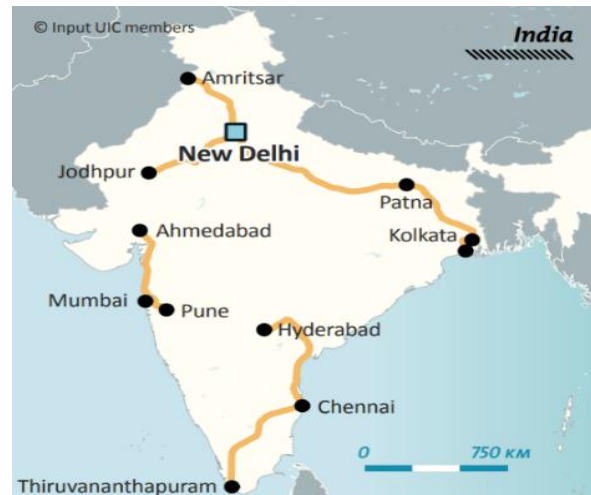 © Input UIC members
India
Amritsar
New Delhi
Jodhpur
Patna
Ahmedabad
Kolkata
Mumbai
Pune
Hyderabad
Chennai
0 750 KM
Thiruvananthapuram